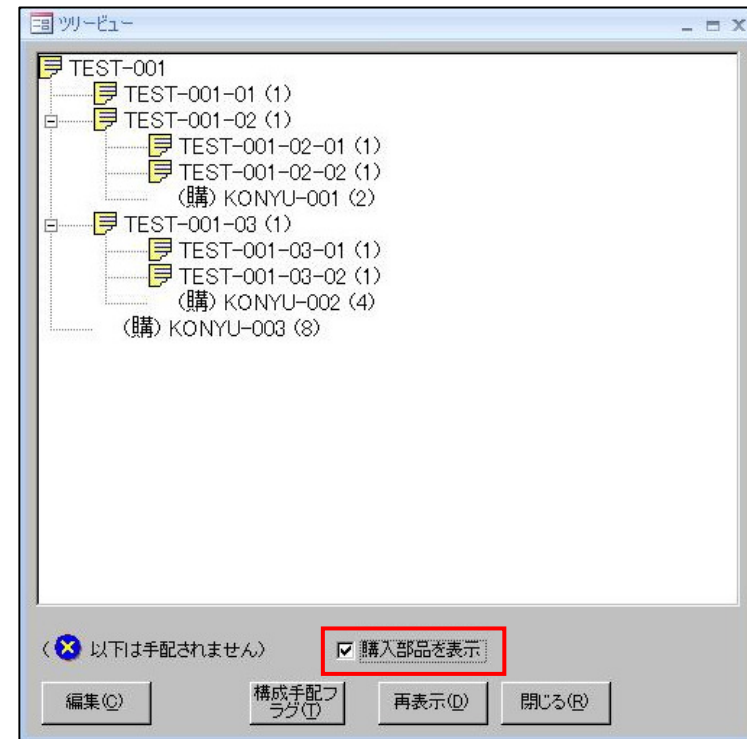 ツリービュー
TEST-001
TEST-001-01 (1)
TEST-001-02 (1)
TEST-001-02-01 (1)
TEST-001-02-02 (1)
(購) KONYU-001 (2)
TEST-001-03 (1)
TEST-001-03-01 (1)
TEST-001-03-02 (1)
(購) KONYU-002 (4)
(購) KONYU-003 (8)
( 以下は手配されません)
購入部品を表示
編集(C)
構成手配フ
ラグ(T)
再表示(D)
閉じる(R)